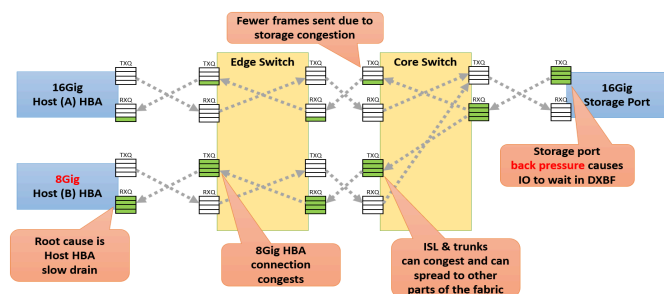 Fewer frames sent due to
storage congestion
Edge Switch
Core Switch
TXQ
TXQ
TXQ
TXQ
TXQ
TXQ
16Gig
Host (A) HBA
RXQ
RXQ
RXQ
RXQ
RXQ
RXQ
16Gig
Storage Port
TXQ
TXQ
TXQ
TXQ
8Gig
Host (B) HBA
RXQ
RXQ
RXQ
RXQ
Storage port
back pressure causes
IO to wait in DXBF
Root cause is
Host HBA
slow drain
8Gig HBA
connection
congests
ISL & trunks
can congest and can
spread to other
parts of the fabric